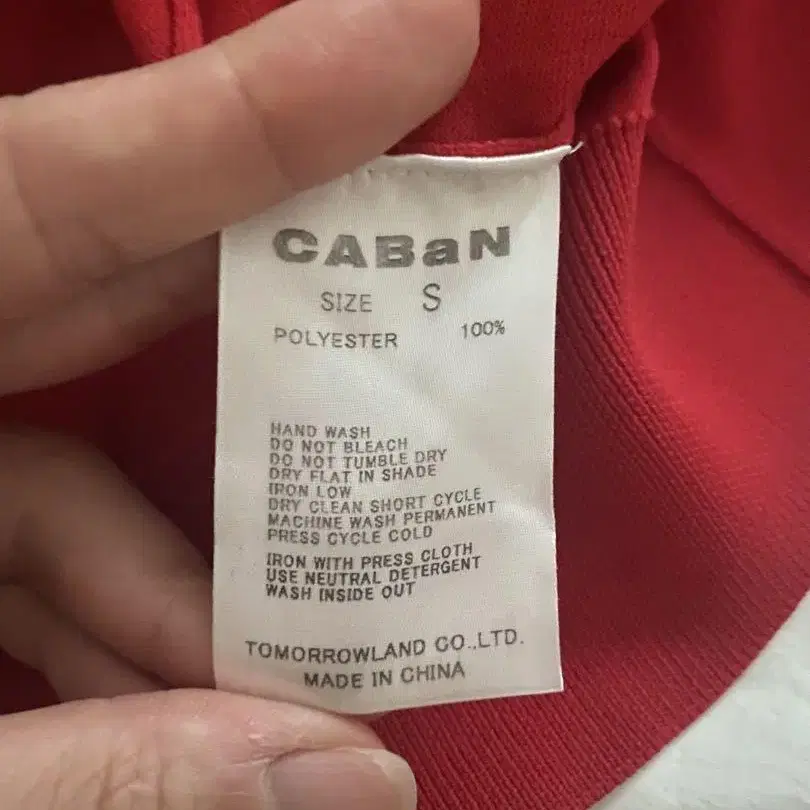 CABaN
SIZE S
POLYESTER 100%
HAND WASH
DO NOT BLEACH
DO NOT TUMBLE DRY
DRY FLAT IN SHADE
IRON LOW
DRY CLEAN SHORT CYCLE
MACHINE WASH PERMANENT
PRESS CYCLE COLD
IRON WITH PRESS CLOTH
USE NEUTRAL DETERGENT
WASH INSIDE OUT
TOMORROWLAND CO.,LTD.
MADE IN CHINA